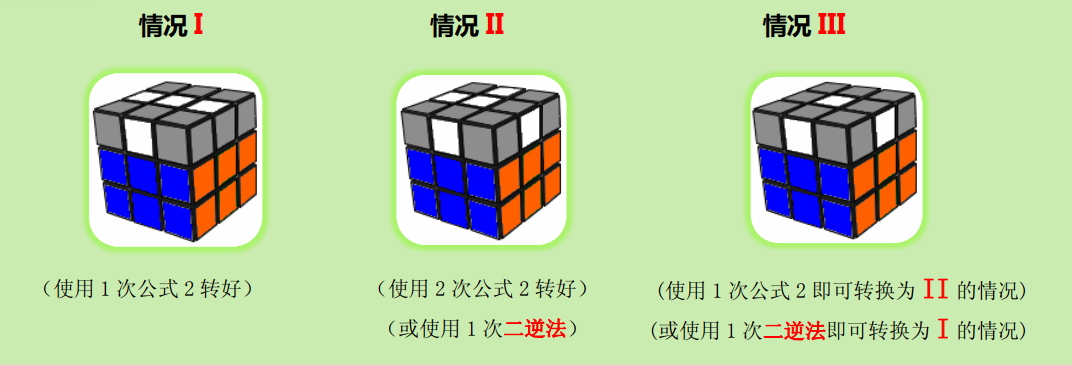 情况 I
情况 II
情况 III
（使用 1 次公式 2 转好）
（使用 2 次公式 2 转好）
（或使用 1 次二逆法）
(使用 1 次公式 2 即可转换为 II 的情况)
(或使用 1 次二逆法即可转换为 I 的情况)